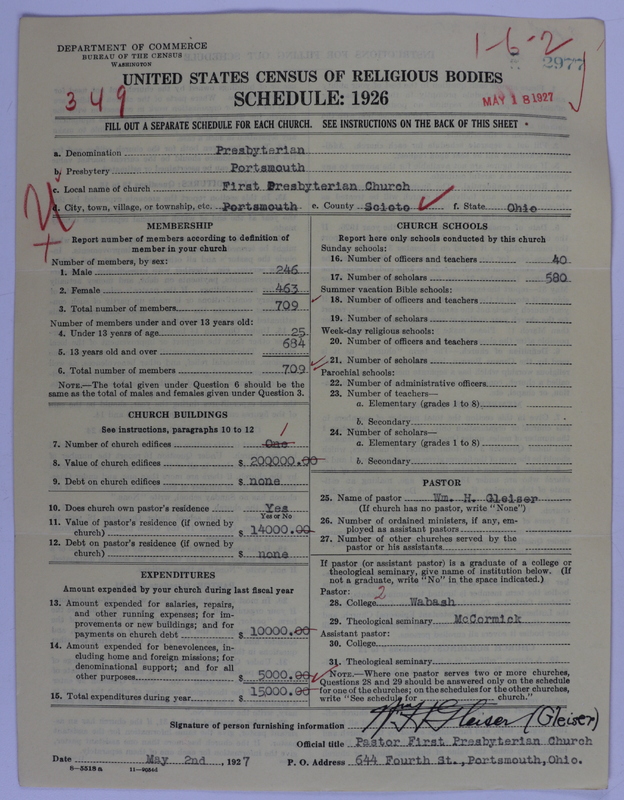 DEPARTMENT OF COMMERCE
BUREAU OF THE CENSUS
WASHINGTON
1-6-2
2977
UNITED STATES CENSUS OF RELIGIOUS BODIES
349
SCHEDULE: 1926
MAY 18 1927
FILL OUT A SEPARATE SCHEDULE FOR EACH CHURCH. SEE INSTRUCTIONS ON THE BACK OF THIS SHEET
a. Denomination Presbyterian
b. Presbytery Portsmouth
c. Local name of church First Presbyterian Church
d. City, town, village, or township, etc. Portsmouth e. County Scioto f. State Ohio
MEMBERSHIP
Report number of members according to definition of
member in your church
Number of members, by sex:
1. Male 246
2. Female 463
3. Total number of members 709
Number of members under and over 13 years old:
4. Under 13 years of age 25
5. 13 years old and over 684
6. Total number of members 709
NOTE.—The total given under Question 6 should be the
same as the total of males and females given under Question 3.
CHURCH BUILDINGS
See instructions, paragraphs 10 to 12
1
7. Number of church edifices One
8. Value of church edifices $ 200000.00
9. Debt on church edifices $ none
10. Does church own pastor's residence Yes
Yes or No
11. Value of pastor's residence (if owned by
church) $ 14000.00
12. Debt on pastor's residence (if owned by
church) $ none
EXPENDITURES
Amount expended by your church during last fiscal year
13. Amount expended for salaries, repairs,
and other running expenses; for im-
provements or new buildings; and for
payments on church debt $ 10000.00
14. Amount expended for benevolences, in-
cluding home and foreign missions; for
denominational support; and for all
other purposes $ 5000.00
15. Total expenditures during year $ 15000.00
CHURCH SCHOOLS
Report here only schools conducted by this church
Sunday schools:
16. Number of officers and teachers 40
17. Number of scholars 580
Summer vacation Bible schools:
18. Number of officers and teachers
19. Number of scholars
Week-day religious schools:
20. Number of officers and teachers
21. Number of scholars
Parochial schools:
22. Number of administrative officers
23. Number of teachers—
a. Elementary (grades 1 to 8)
b. Secondary
24. Number of scholars—
a. Elementary (grades 1 to 8)
b. Secondary
PASTOR
25. Name of pastor Wm. H. Gleiser
(If church has no pastor, write "None")
26. Number of ordained ministers, if any, em-
ployed as assistant pastors
27. Number of other churches served by the
pastor or his assistants
If pastor (or assistant pastor) is a graduate of a college or
theological seminary, give name of institution below. (If
not a graduate, write "No" in the space indicated.)
Pastor:
2
28. College Wabash
29. Theological seminary McCormick
Assistant pastor:
30. College
31. Theological seminary
NOTE.—Where one pastor serves two or more churches,
Questions 28 and 29 should be answered only on the schedule
for one of the churches; on the schedules for the other churches,
write "See schedule for church."
Signature of person furnishing information Gleiser (Gleiser)
Official title Pastor First Presbyterian Church
Date May 2nd, 1927 P. O. Address 644 Fourth St., Portsmouth, Ohio.
8—5518 a